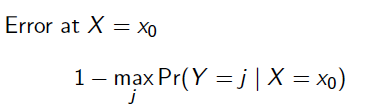 Error at X = x₀
1 − max Pr(Y = j | X = x₀)
j